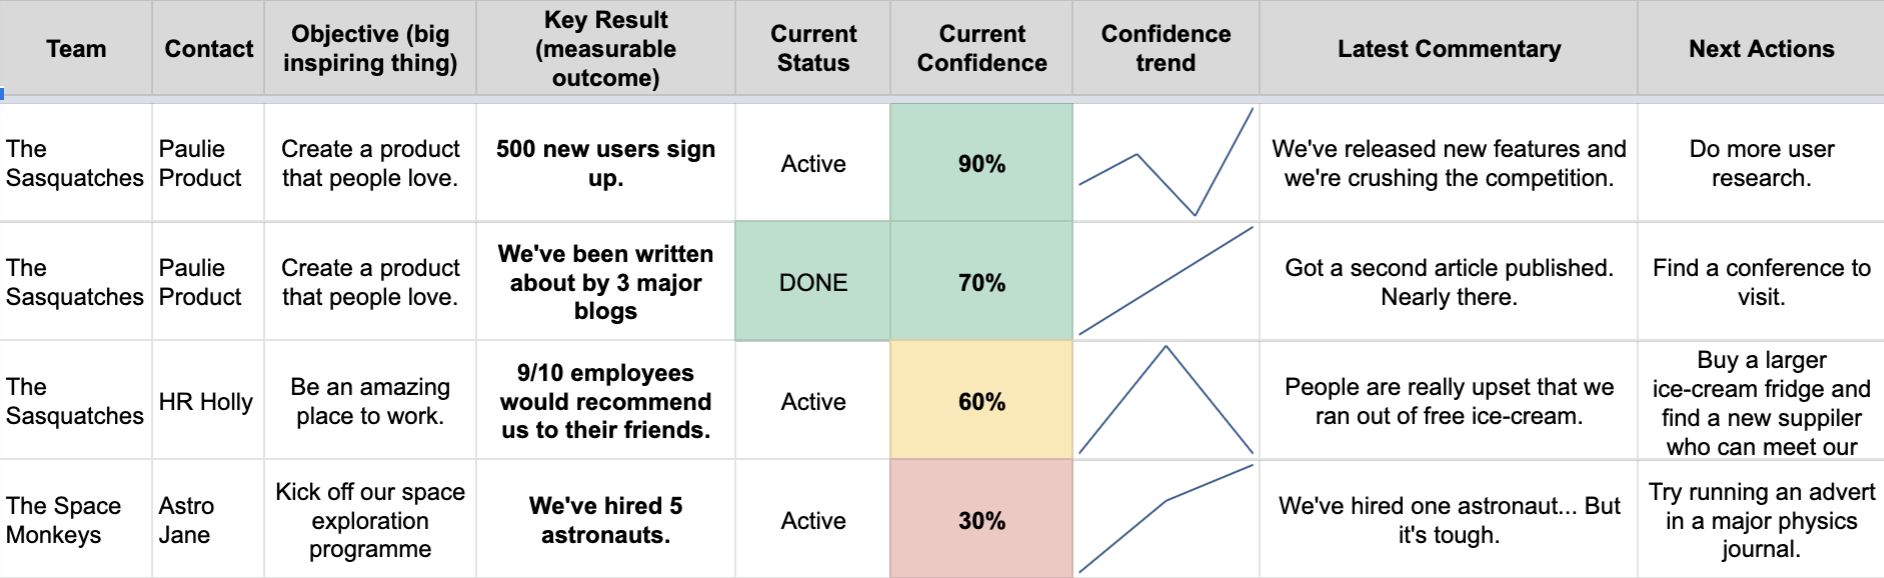 Team
Contact
Objective (big
inspiring thing)
Key Result
(measurable
outcome)
Current
Status
Current
Confidence
Confidence
trend
Latest Commentary
Next Actions
The
Sasquatches
Paulie
Product
Create a product
that people love.
500 new users sign
up.
Active
90%
We've released new features and
we're crushing the competition.
Do more user
research.
The
Sasquatches
Paulie
Product
Create a product
that people love.
We've been written
about by 3 major
blogs
DONE
70%
Got a second article published.
Nearly there.
Find a conference to
visit.
The
Sasquatches
HR Holly
Be an amazing
place to work.
9/10 employees
would recommend
us to their friends.
Active
60%
People are really upset that we
ran out of free ice-cream.
Buy a larger
ice-cream fridge and
find a new suppiler
who can meet our
The Space
Monkeys
Astro
Jane
Kick off our space
exploration
programme
We've hired 5
astronauts.
Active
30%
We've hired one astronaut... But
it's tough.
Try running an advert
in a major physics
journal.